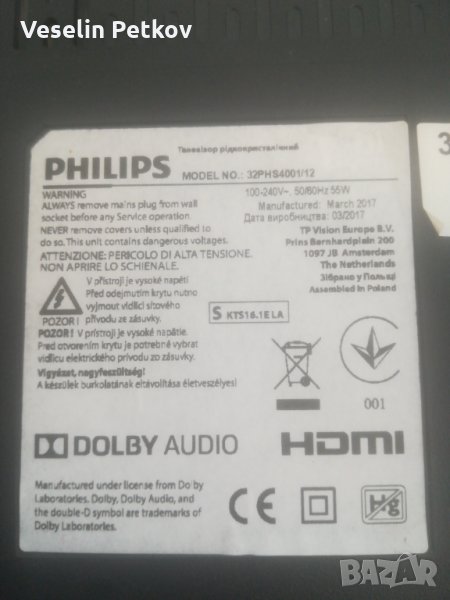 Veselin Petkov
Телевізор рідкокристалічний
PHILIPS MODEL NO.: 32PHS4001/12
WARNING
ALWAYS remove mains plug from wall
socket before any Service operation.
NEVER remove covers unless qualified to
do so. This unit contains dangerous voltages.
ATTENZIONE: PERICOLO DI ALTA TENSIONE.
NON APRIRE LO SCHIENALE.
V přístroji je vysoké napětí
Před odejmutím krytu nutno
vyjmout vidlici síťového
POZOR! přívodu ze zásuvky.
POZOR! V prístroji je vysoké napätie.
Pred otvorením krytu je potrebné vybrat
vidlicu elektrického prívodu zo zásuvky.
Vigyázat, nagyfeszültség!
A készülek burkolatának eltávolítása életveszélyes!
100-240V~, 50/60Hz 55W
Manufactured: March 2017
Дата виробництва: 03/2017
TP Vision Europe B.V.
Prins Bernhardplein 200
1097 JB Amsterdam
The Netherlands
Зібрано у Польщі
Assembled in Poland
S KTS16.1E LA
001
DOLBY AUDIO
HDMI
Manufactured under license from Dolby
Laboratories. Dolby, Dolby Audio, and the
double-D symbol are trademarks of
Dolby Laboratories.
CE
Hg
3
BAZAR